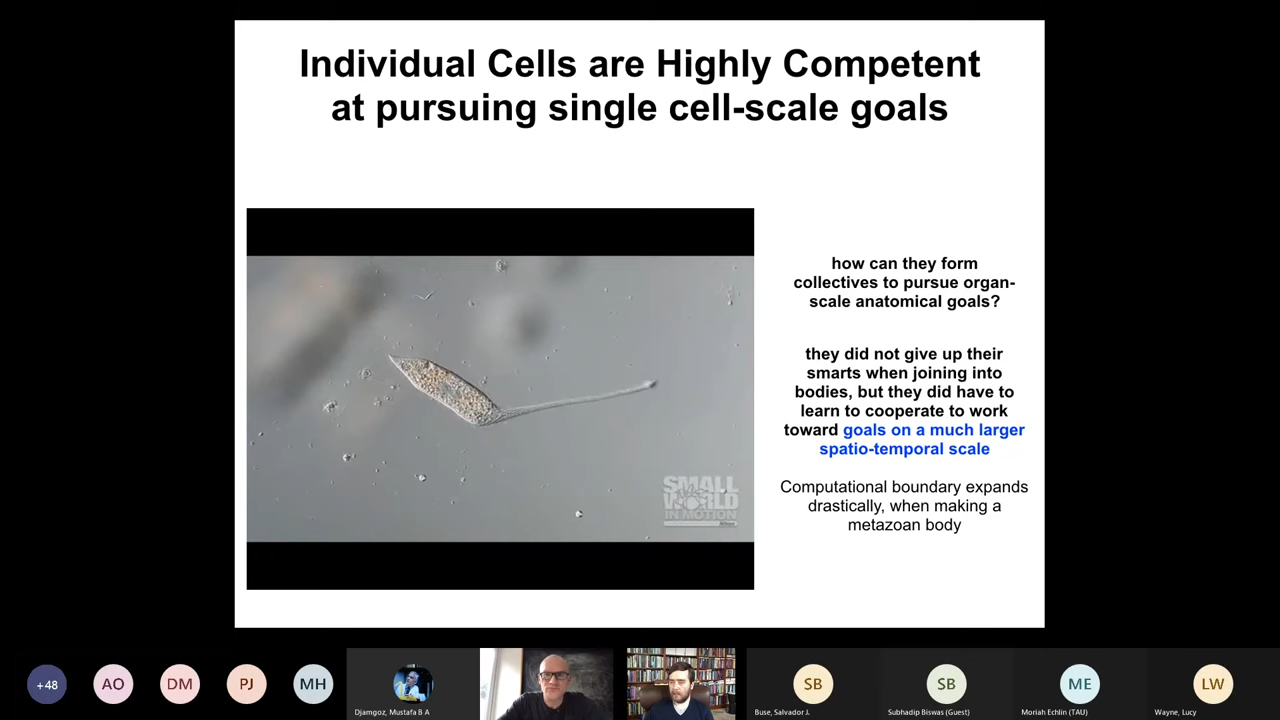 Individual Cells are Highly Competent
at pursuing single cell-scale goals
how can they form
collectives to pursue organ-
scale anatomical goals?
they did not give up their
smarts when joining into
bodies, but they did have to
learn to cooperate to work
toward goals on a much larger
spatio-temporal scale
Computational boundary expands
drastically, when making a
metazoan body
SMALL
WORLD
IN MOTION
Nikon
+48
AO
DM
PJ
MH
SB
SB
ME
LW
Djamgoz, Mustafa B A
Buse, Salvador J.
Subhadip Biswas (Guest)
Moriah Echlin (TAU)
Wayne, Lucy